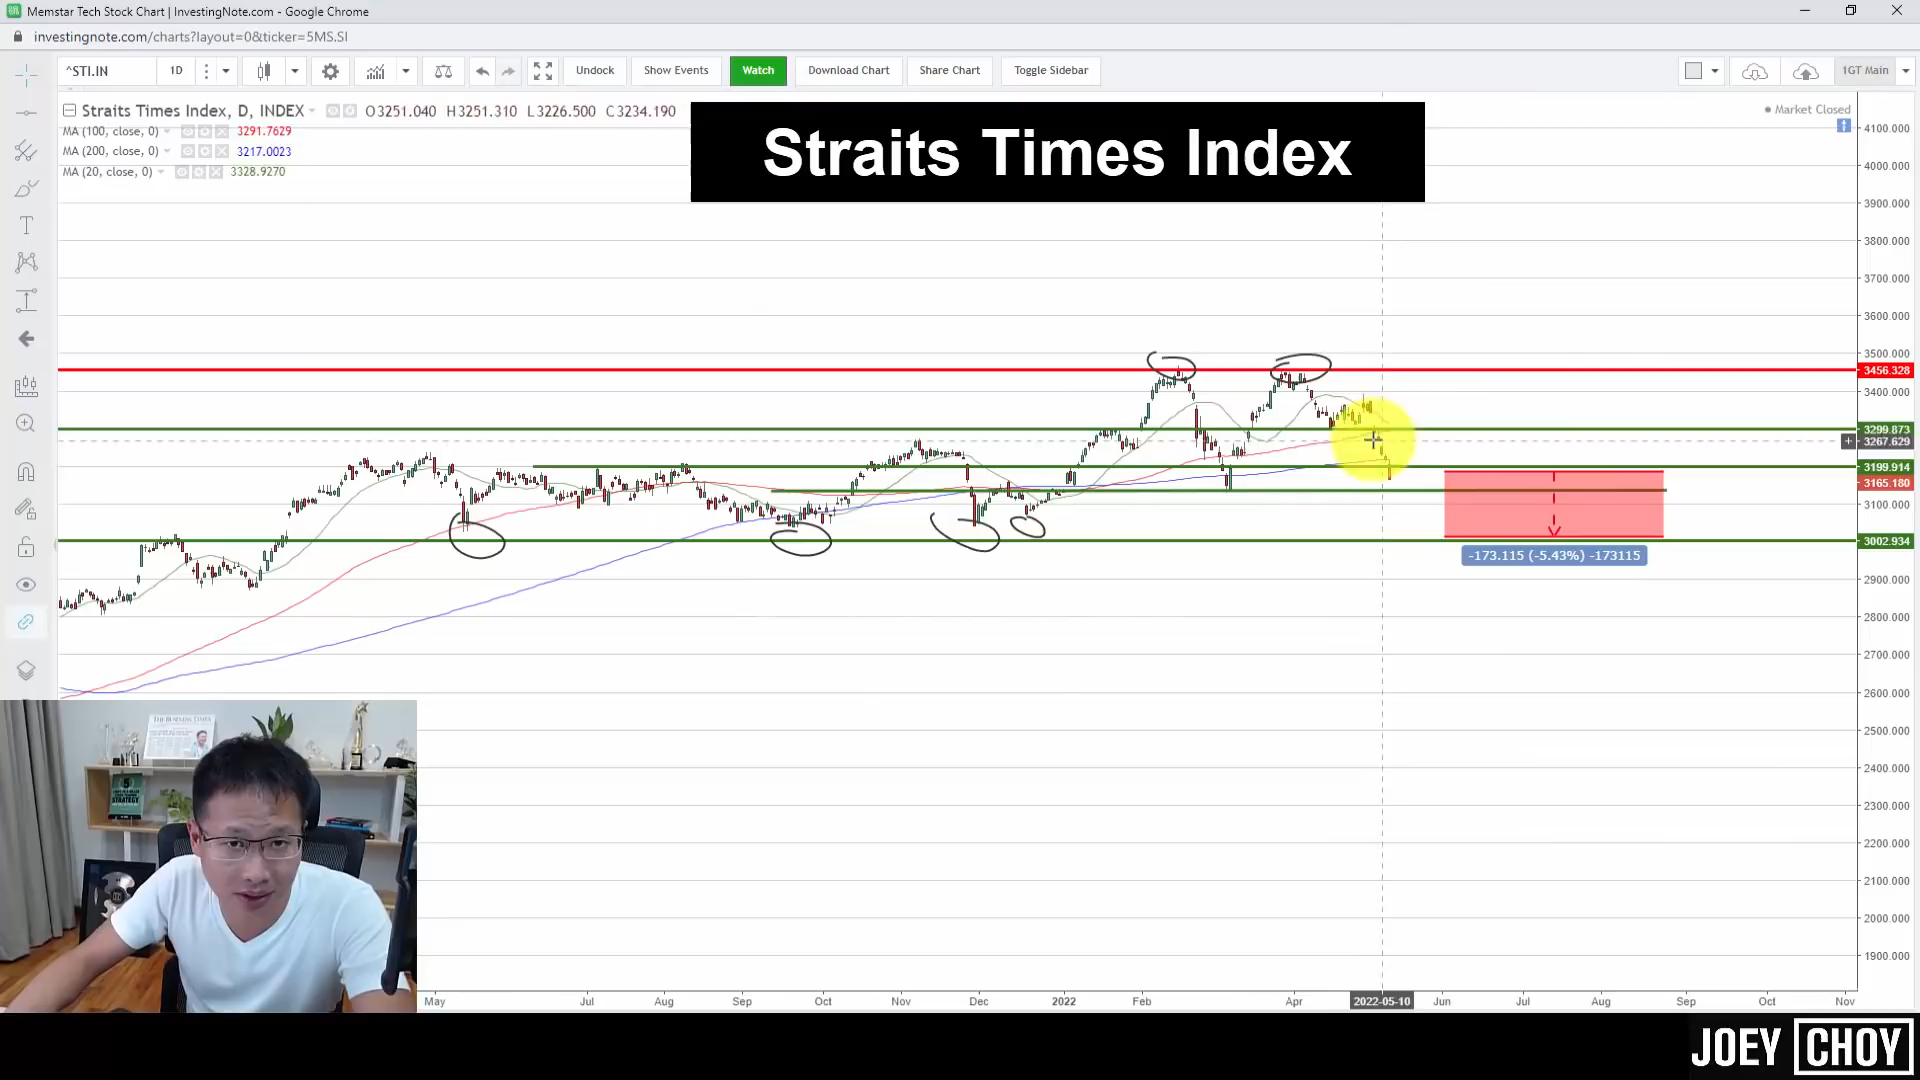 Memstar Tech Stock Chart | InvestingNote.com - Google Chrome
investingnote.com/charts?layout=0&ticker=5MS.SI
^STI.IN 1D Undock Show Events Watch Download Chart Share Chart Toggle Sidebar 1GT Main
Straits Times Index, D, INDEX O3251.040 H3251.310 L3226.500 C3234.190
MA (100, close, 0) 3291.7629
MA (200, close, 0) 3217.0023
MA (20, close, 0) 3328.9270
Straits Times Index
Market Closed
4100.000
4000.000
3900.000
3800.000
3700.000
3600.000
3500.000
3456.328
3400.000
3299.873
3267.629
3199.914
3165.180
3100.000
3002.934
2900.000
2800.000
2700.000
2600.000
2500.000
2400.000
2300.000
2200.000
2100.000
2000.000
1900.000
-173.115 (-5.43%) -173115
THE BUSINESS TIMES
5
STRATEGY
May Jul Aug Sep Oct Nov Dec 2022 Feb Apr 2022-05-10 Jun Jul Aug Sep Oct Nov
JOEY CHOY